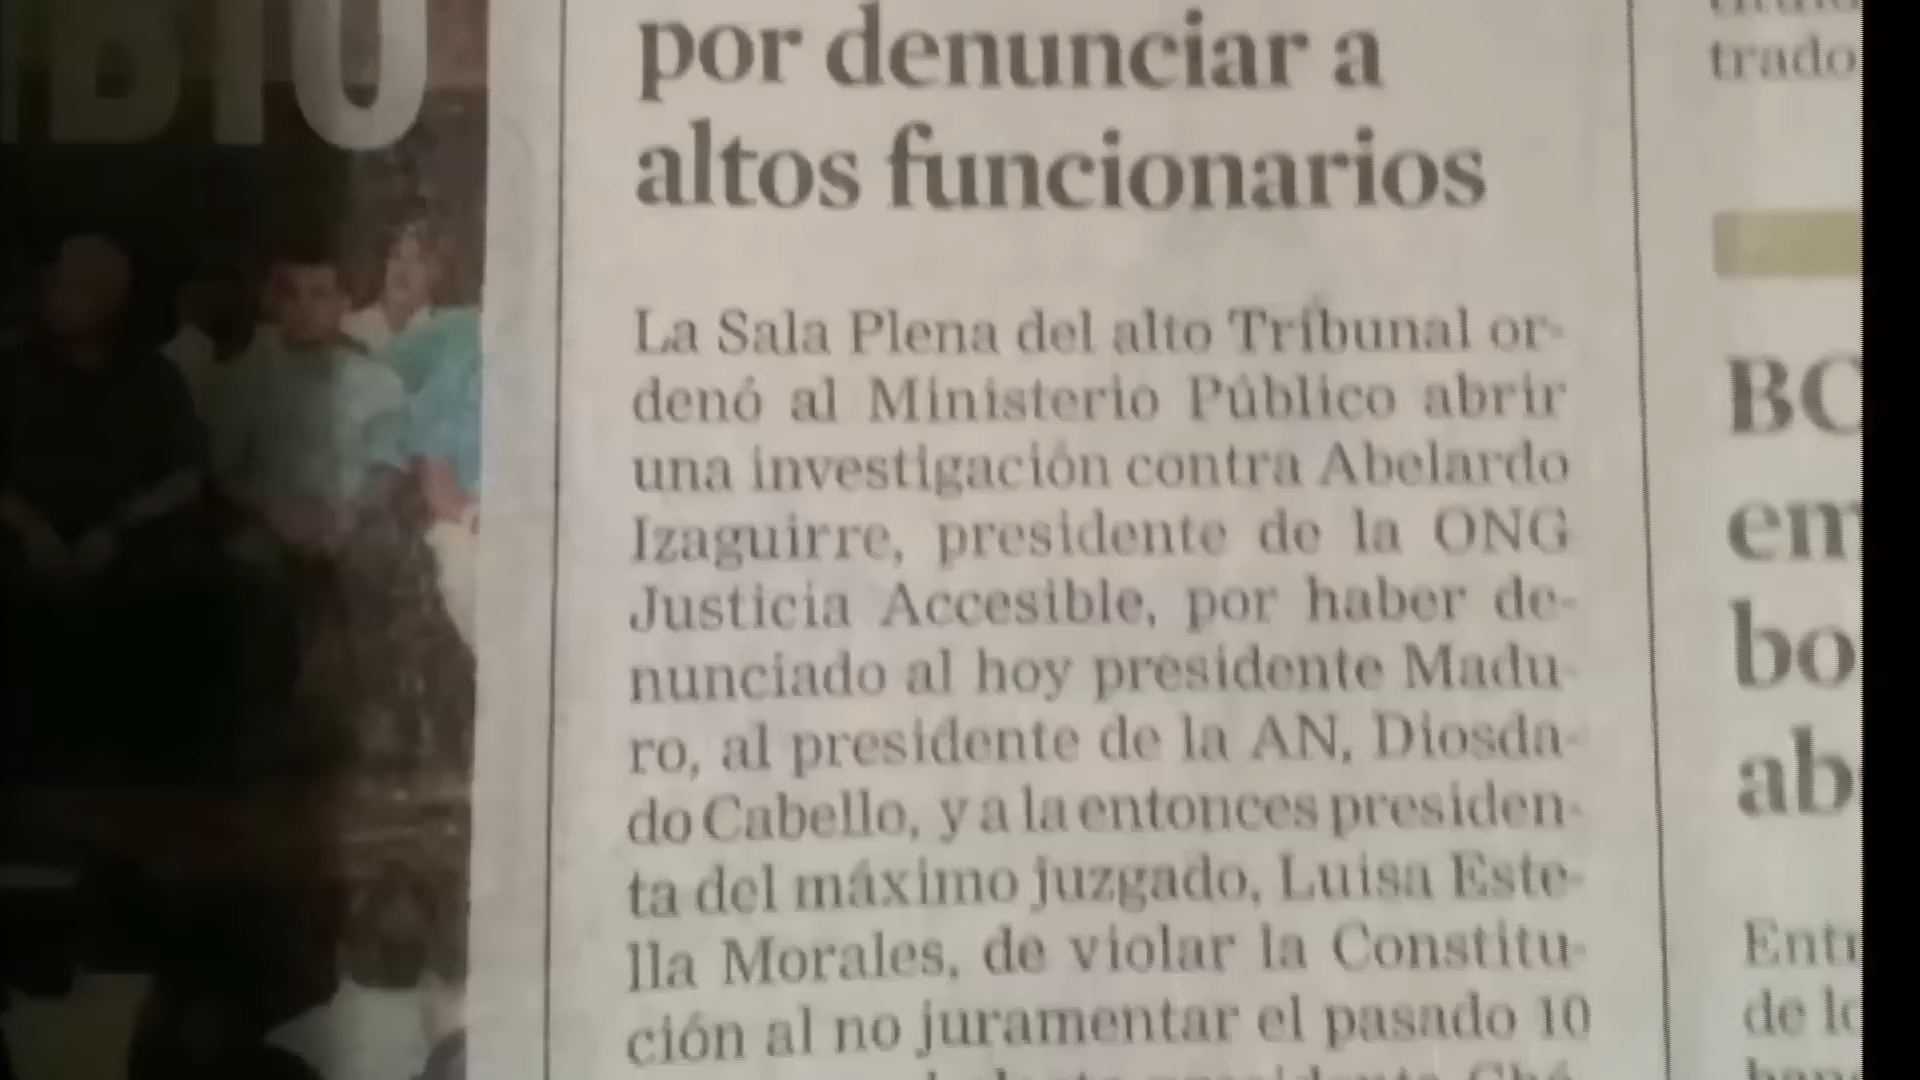 por denunciar a
altos funcionarios
La Sala Plena del alto Tribunal or-
denó al Ministerio Público abrir
una investigación contra Abelardo
Izaguirre, presidente de la ONG
Justicia Accesible, por haber de-
nunciado al hoy presidente Madu-
ro, al presidente de la AN, Diosda-
do Cabello, y a la entonces presiden-
ta del máximo juzgado, Luisa Este-
lla Morales, de violar la Constitu-
ción al no juramentar el pasado 10
trado
BC
em
bo
ab
Entr
de lo